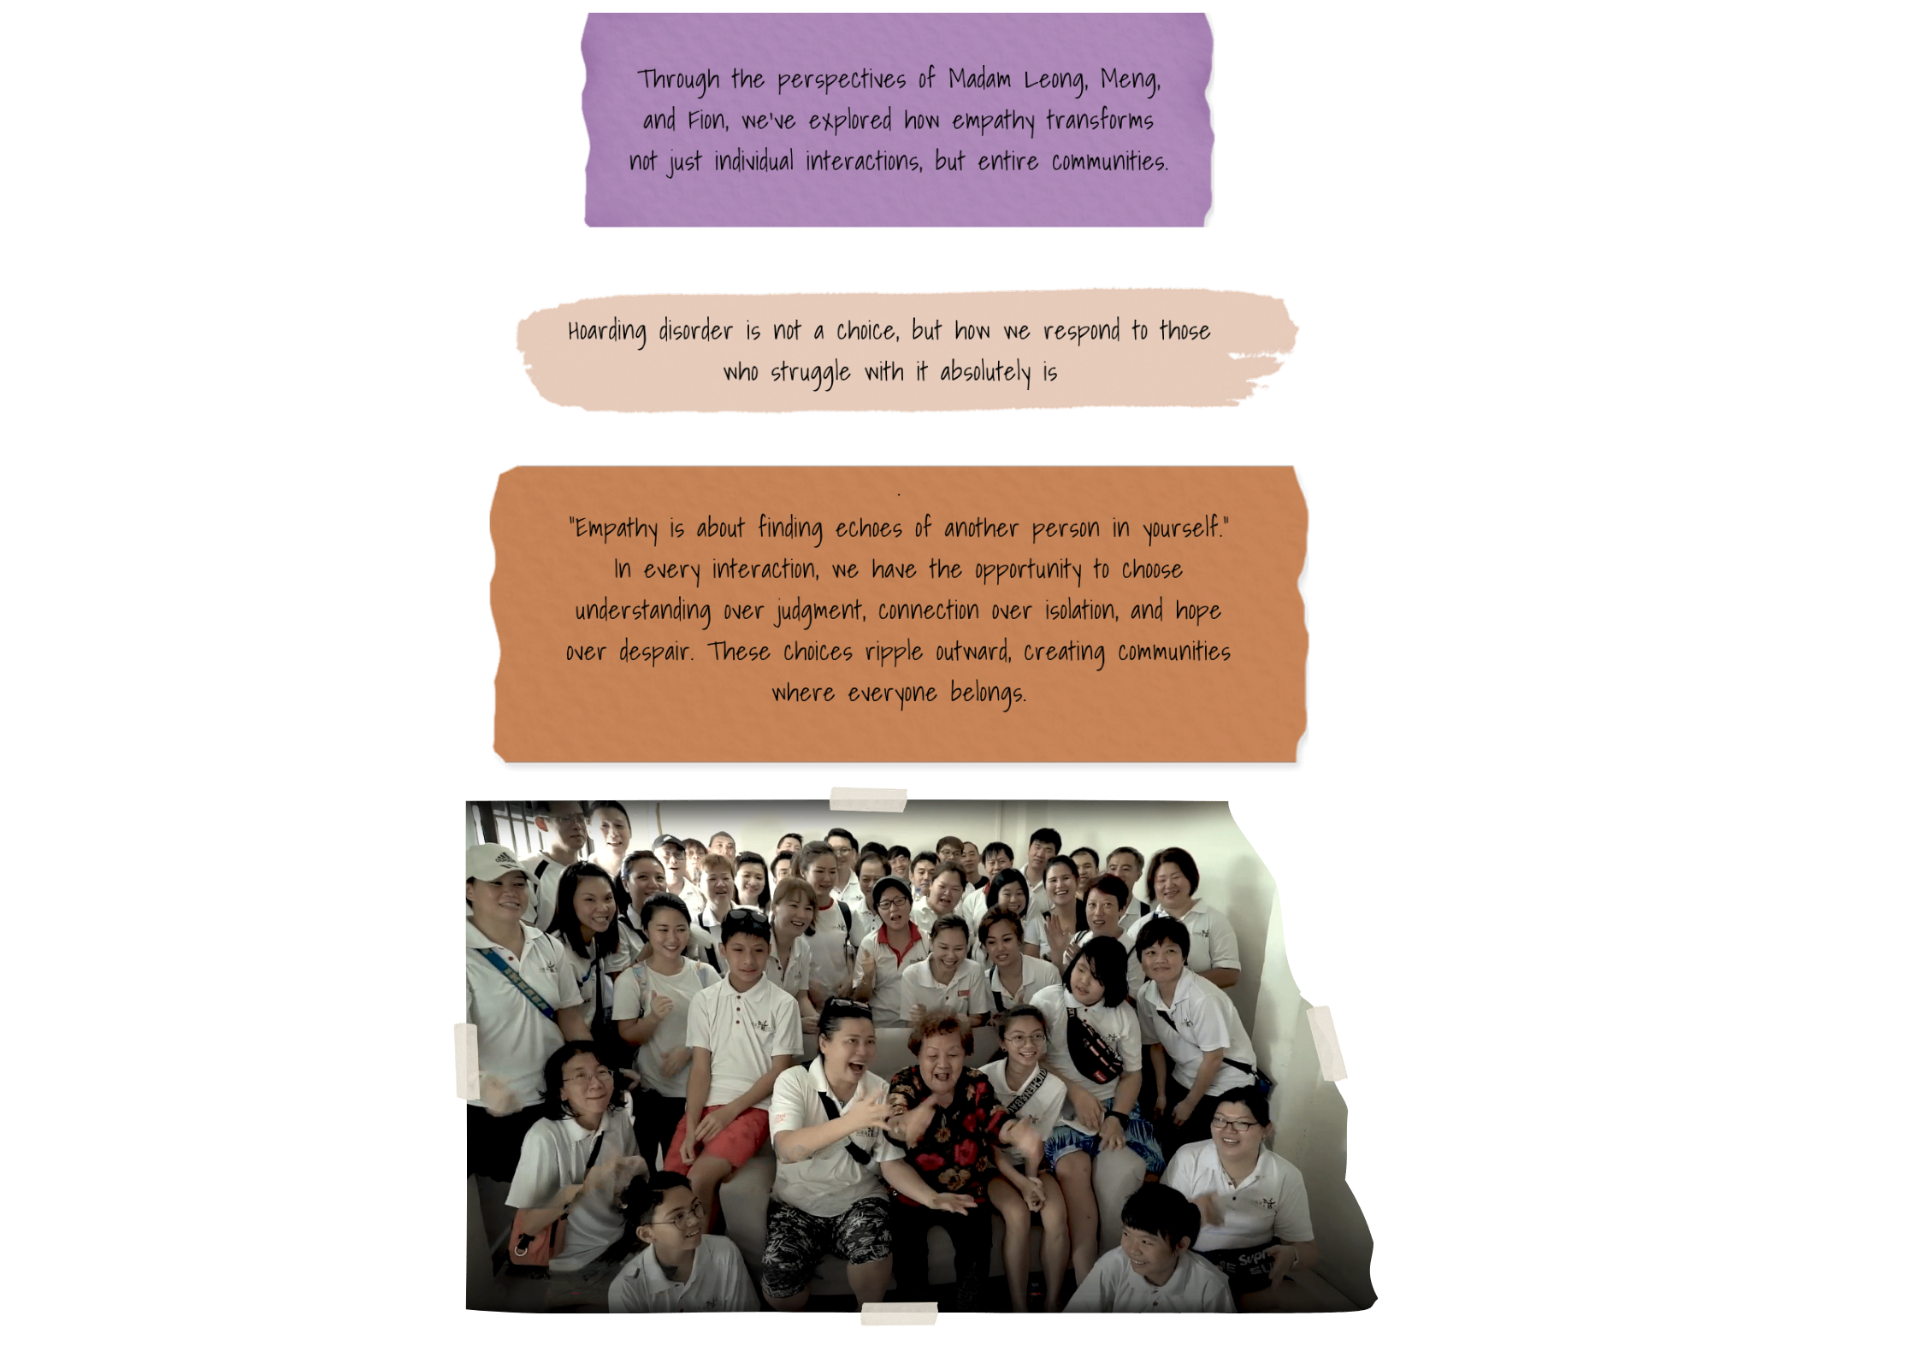 Through the perspectives of Madam Leong, Meng,
and Fion, we've explored how empathy transforms
not just individual interactions, but entire communities.
Hoarding disorder is not a choice, but how we respond to those
who struggle with it absolutely is
.
"Empathy is about finding echoes of another person in yourself."
In every interaction, we have the opportunity to choose
understanding over judgment, connection over isolation, and hope
over despair. These choices ripple outward, creating communities
where everyone belongs.